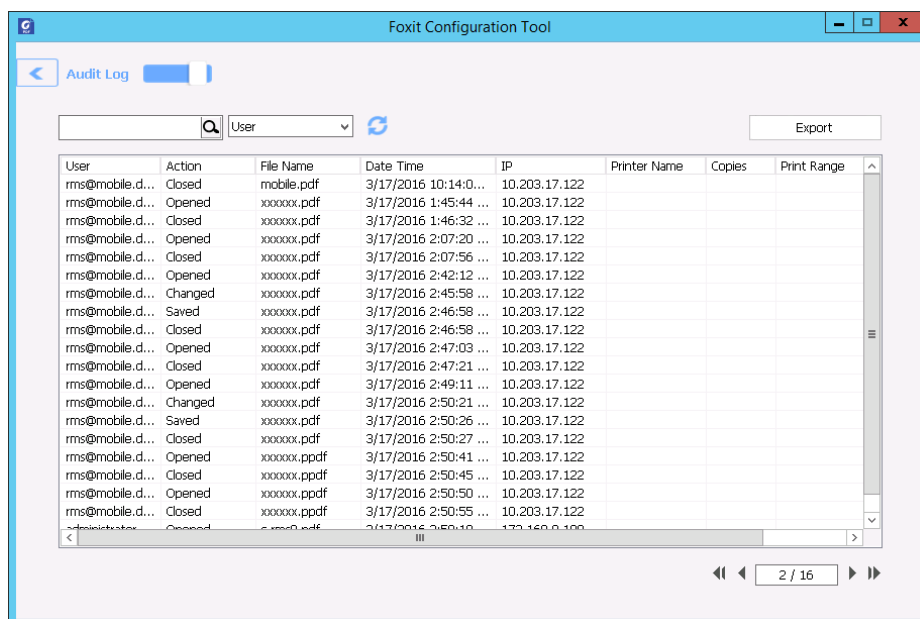 Foxit Configuration Tool
Audit Log
User
Export
User Action File Name Date Time IP Printer Name Copies Print Range
rms@mobile.d... Closed mobile.pdf 3/17/2016 10:14:0... 10.203.17.122
rms@mobile.d... Opened xxxxxx.pdf 3/17/2016 1:45:44 ... 10.203.17.122
rms@mobile.d... Closed xxxxxx.pdf 3/17/2016 1:46:32 ... 10.203.17.122
rms@mobile.d... Opened xxxxxx.pdf 3/17/2016 2:07:20 ... 10.203.17.122
rms@mobile.d... Closed xxxxxx.pdf 3/17/2016 2:07:56 ... 10.203.17.122
rms@mobile.d... Opened xxxxxx.pdf 3/17/2016 2:42:12 ... 10.203.17.122
rms@mobile.d... Changed xxxxxx.pdf 3/17/2016 2:45:58 ... 10.203.17.122
rms@mobile.d... Saved xxxxxx.pdf 3/17/2016 2:46:58 ... 10.203.17.122
rms@mobile.d... Closed xxxxxx.pdf 3/17/2016 2:46:58 ... 10.203.17.122
rms@mobile.d... Opened xxxxxx.pdf 3/17/2016 2:47:03 ... 10.203.17.122
rms@mobile.d... Closed xxxxxx.pdf 3/17/2016 2:47:21 ... 10.203.17.122
rms@mobile.d... Opened xxxxxx.pdf 3/17/2016 2:49:11 ... 10.203.17.122
rms@mobile.d... Changed xxxxxx.pdf 3/17/2016 2:50:21 ... 10.203.17.122
rms@mobile.d... Saved xxxxxx.pdf 3/17/2016 2:50:26 ... 10.203.17.122
rms@mobile.d... Closed xxxxxx.pdf 3/17/2016 2:50:27 ... 10.203.17.122
rms@mobile.d... Opened xxxxxx.ppdf 3/17/2016 2:50:41 ... 10.203.17.122
rms@mobile.d... Closed xxxxxx.ppdf 3/17/2016 2:50:45 ... 10.203.17.122
rms@mobile.d... Opened xxxxxx.ppdf 3/17/2016 2:50:50 ... 10.203.17.122
rms@mobile.d... Closed xxxxxx.ppdf 3/17/2016 2:50:55 ... 10.203.17.122
administrator Opened
2 / 16